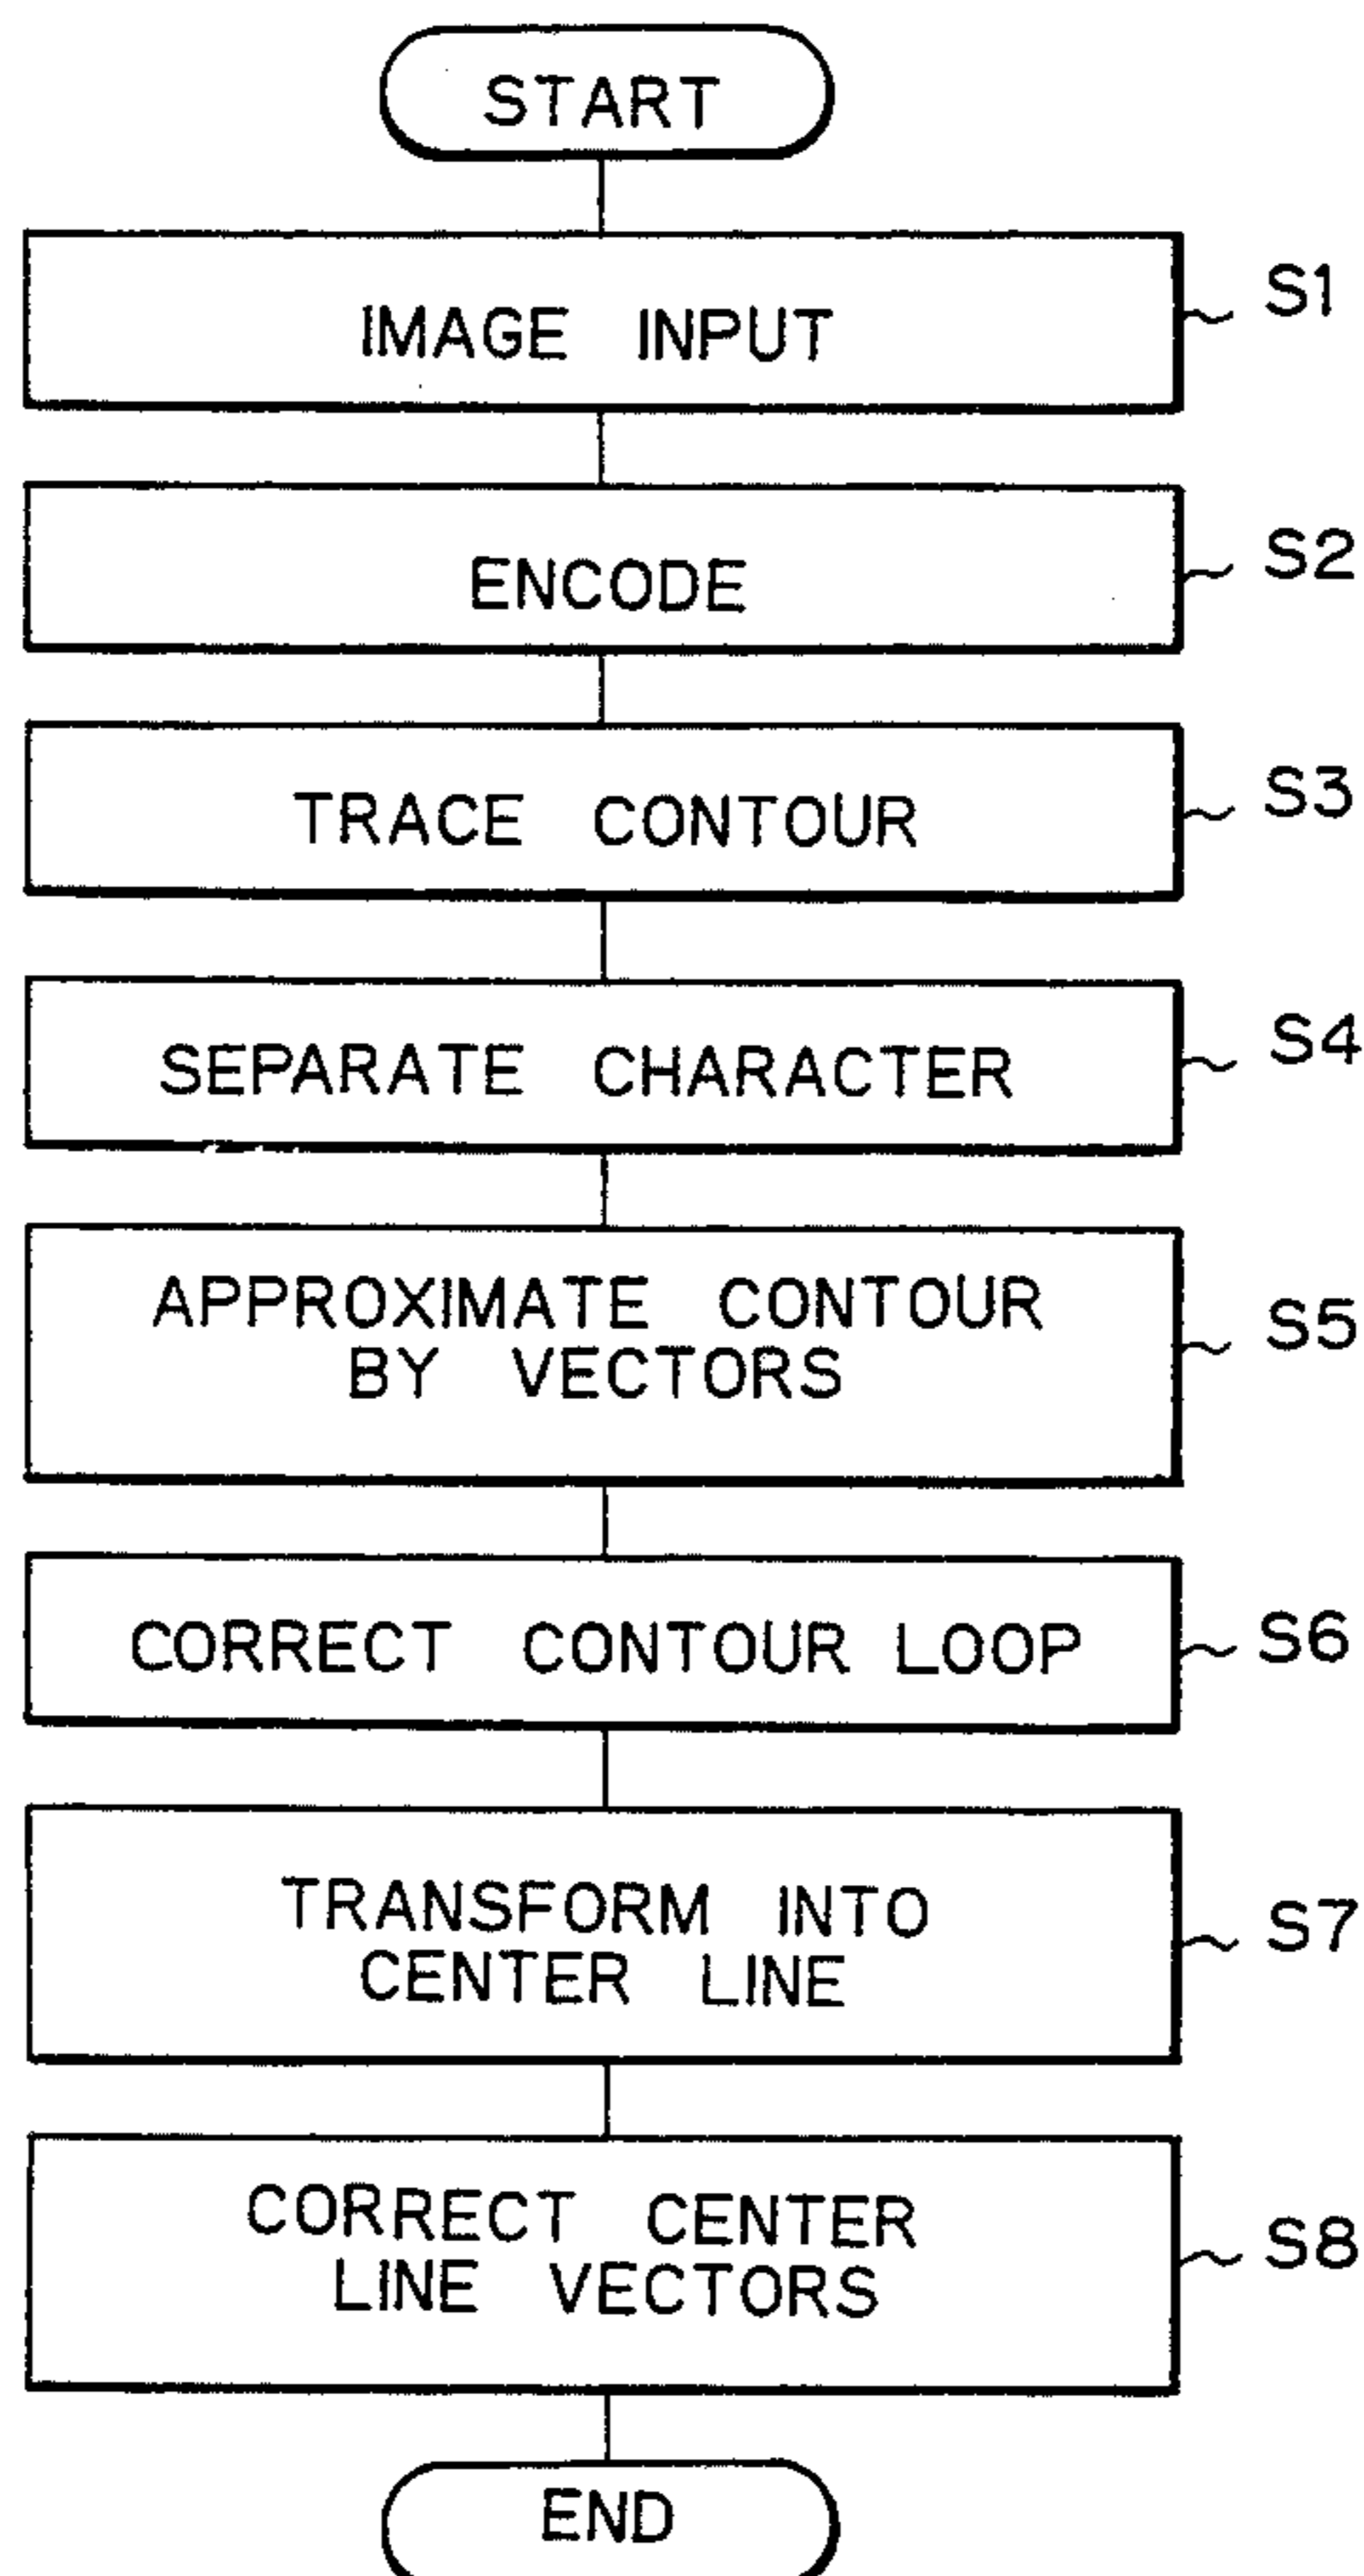 START
IMAGE INPUT
S1
ENCODE
S2
TRACE CONTOUR
S3
SEPARATE CHARACTER
S4
APPROXIMATE CONTOUR
BY VECTORS
S5
CORRECT CONTOUR LOOP
S6
TRANSFORM INTO
CENTER LINE
S7
CORRECT CENTER
LINE VECTORS
S8
END